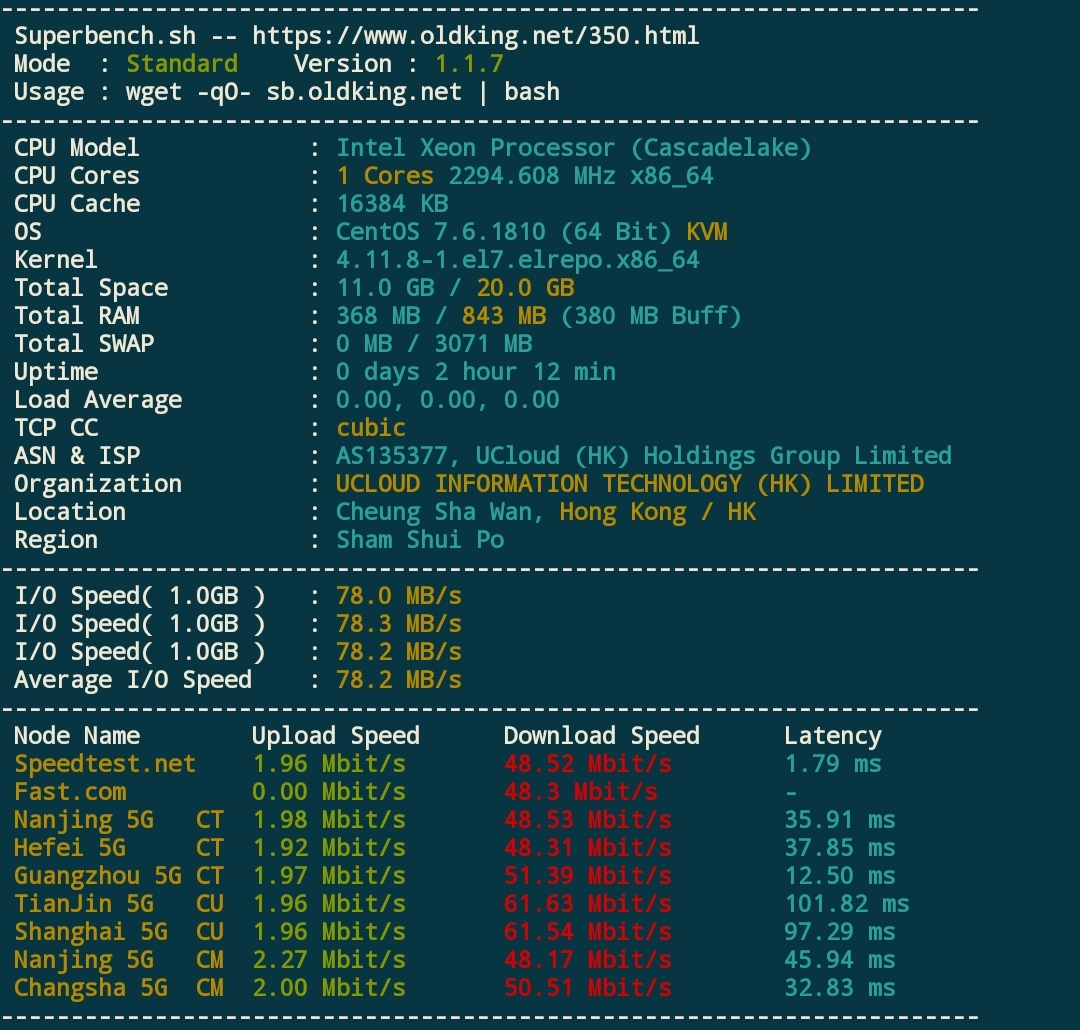 ----------------------------------------------------------------------
Superbench.sh -- https://www.oldking.net/350.html
Mode  : Standard    Version : 1.1.7
Usage : wget -qO- sb.oldking.net | bash
----------------------------------------------------------------------
CPU Model            : Intel Xeon Processor (Cascadelake)
CPU Cores            : 1 Cores 2294.608 MHz x86_64
CPU Cache            : 16384 KB
OS                   : CentOS 7.6.1810 (64 Bit) KVM
Kernel               : 4.11.8-1.el7.elrepo.x86_64
Total Space          : 11.0 GB / 20.0 GB
Total RAM            : 368 MB / 843 MB (380 MB Buff)
Total SWAP           : 0 MB / 3071 MB
Uptime               : 0 days 2 hour 12 min
Load Average         : 0.00, 0.00, 0.00
TCP CC               : cubic
ASN & ISP            : AS135377, UCloud (HK) Holdings Group Limited
Organization         : UCLOUD INFORMATION TECHNOLOGY (HK) LIMITED
Location             : Cheung Sha Wan, Hong Kong / HK
Region               : Sham Shui Po
----------------------------------------------------------------------
I/O Speed( 1.0GB )   : 78.0 MB/s
I/O Speed( 1.0GB )   : 78.3 MB/s
I/O Speed( 1.0GB )   : 78.2 MB/s
Average I/O Speed    : 78.2 MB/s
----------------------------------------------------------------------
Node Name        Upload Speed      Download Speed      Latency
Speedtest.net    1.96 Mbit/s       48.52 Mbit/s        1.79 ms
Fast.com         0.00 Mbit/s       48.3 Mbit/s         -
Nanjing 5G   CT  1.98 Mbit/s       48.53 Mbit/s        35.91 ms
Hefei 5G     CT  1.92 Mbit/s       48.31 Mbit/s        37.85 ms
Guangzhou 5G CT  1.97 Mbit/s       51.39 Mbit/s        12.50 ms
TianJin 5G   CU  1.96 Mbit/s       61.63 Mbit/s        101.82 ms
Shanghai 5G  CU  1.96 Mbit/s       61.54 Mbit/s        97.29 ms
Nanjing 5G   CM  2.27 Mbit/s       48.17 Mbit/s        45.94 ms
Changsha 5G  CM  2.00 Mbit/s       50.51 Mbit/s        32.83 ms
----------------------------------------------------------------------